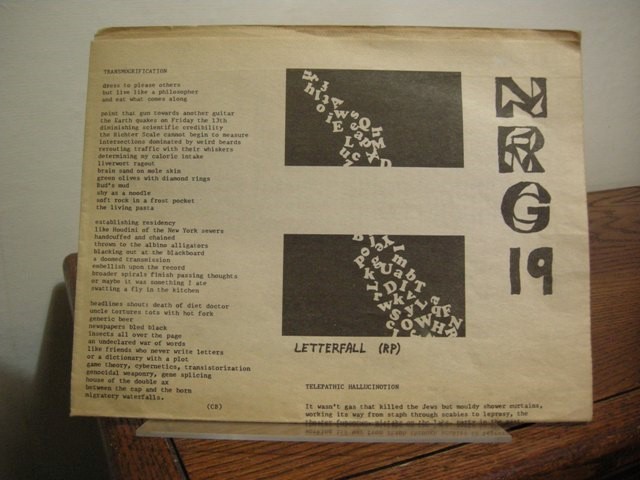 TRANSMOGRIFICATION
dress to please others
but live like a philosopher
and eat what comes along
point that gun towards another guitar
the Earth quakes on Friday the 13th
diminishing scientific credibility
the Richter Scale cannot begin to measure
intersections dominated by weird beards
rerouting traffic with their whiskers
determining my caloric intake
liverwort ragout
brain sand on mole skin
green olives with diamond rings
Bud's mud
shy as a needle
soft rock in a frost pocket
the living pasta
establishing residency
like Houdini of the New York sewers
handcuffed and chained
thrown to the albino alligators
blacking out at the blackboard
a doomed transmission
embellish upon the record
broader spirals finish passing thoughts
or maybe it was something I ate
swatting a fly in the kitchen
headlines shouts death of diet doctor
uncle tortures tots with hot fork
generic beer
newspapers bled black
insects all over the page
an undeclared war of words
like friends who never write letters
or a dictionary with a plot
game theory, cybernetics, transistorization
genocidal weaponry, gene splicing
house of the double ax
between the cap and the horn
migratory waterfalls.
(CB)
NRG
19
LETTERFALL (RP)
TELEPATHIC HALLUCINOTION
It wasn't gas that killed the Jews but mouldy shower curtains,
working its way from staph through scabies to leprosy, the